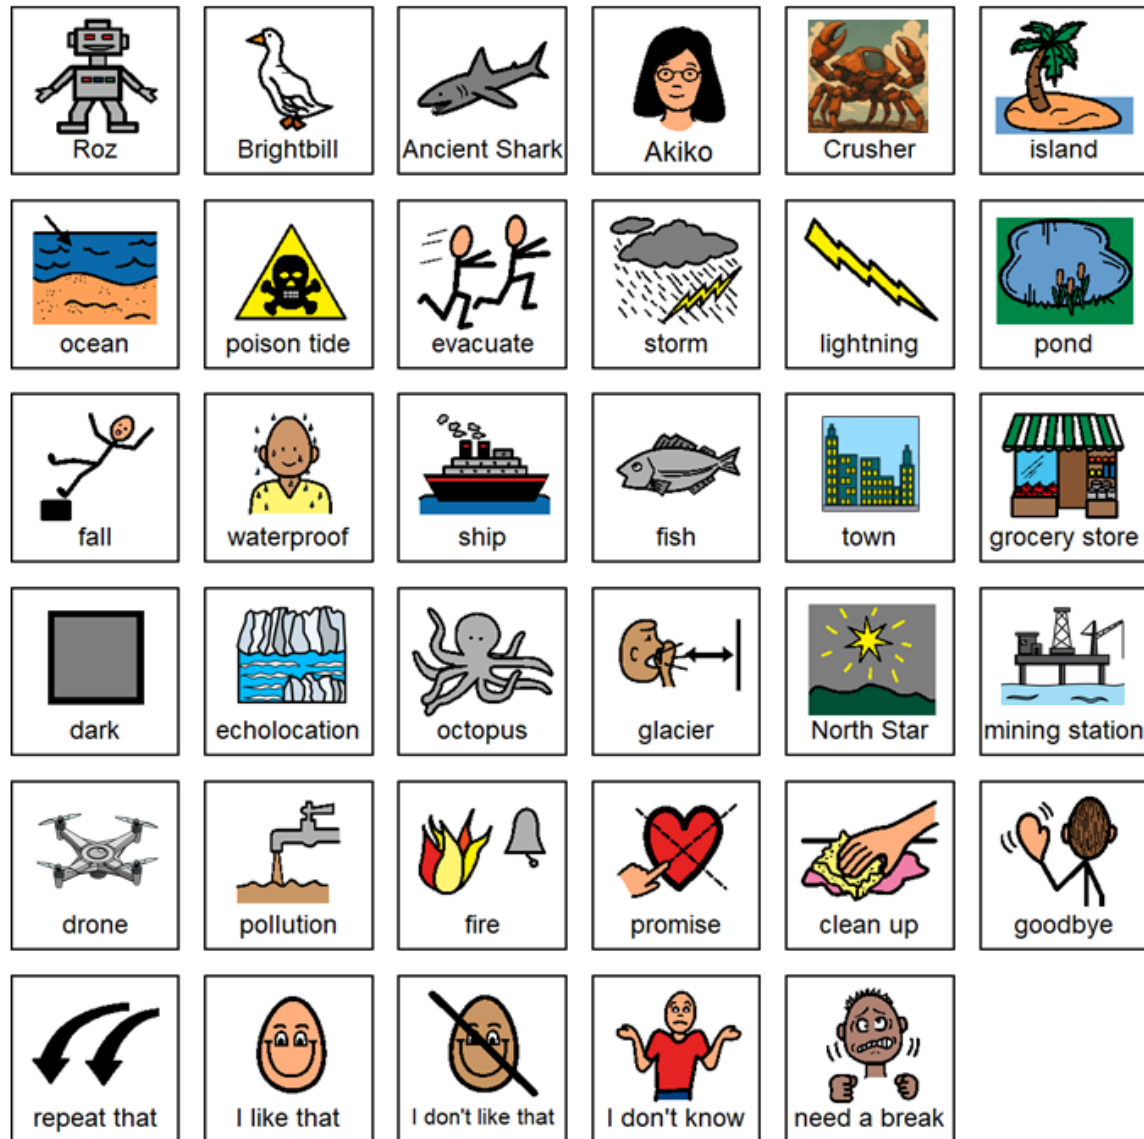 Roz
Brightbill
Ancient Shark
Akiko
Crusher
island
ocean
poison tide
evacuate
storm
lightning
pond
fall
waterproof
ship
fish
town
grocery store
dark
echolocation
octopus
glacier
North Star
mining station
drone
pollution
fire
promise
clean up
goodbye
repeat that
I like that
I don't like that
I don't know
need a break